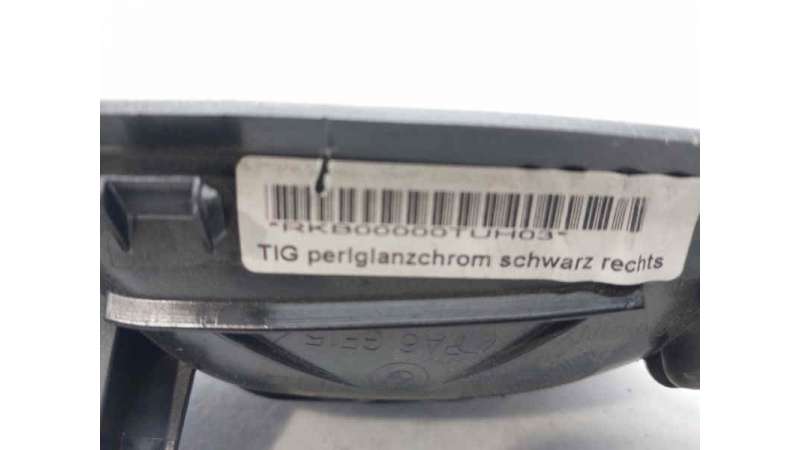 *RKB00000TUH03*
TIG perlglanzchrom schwarz rechts